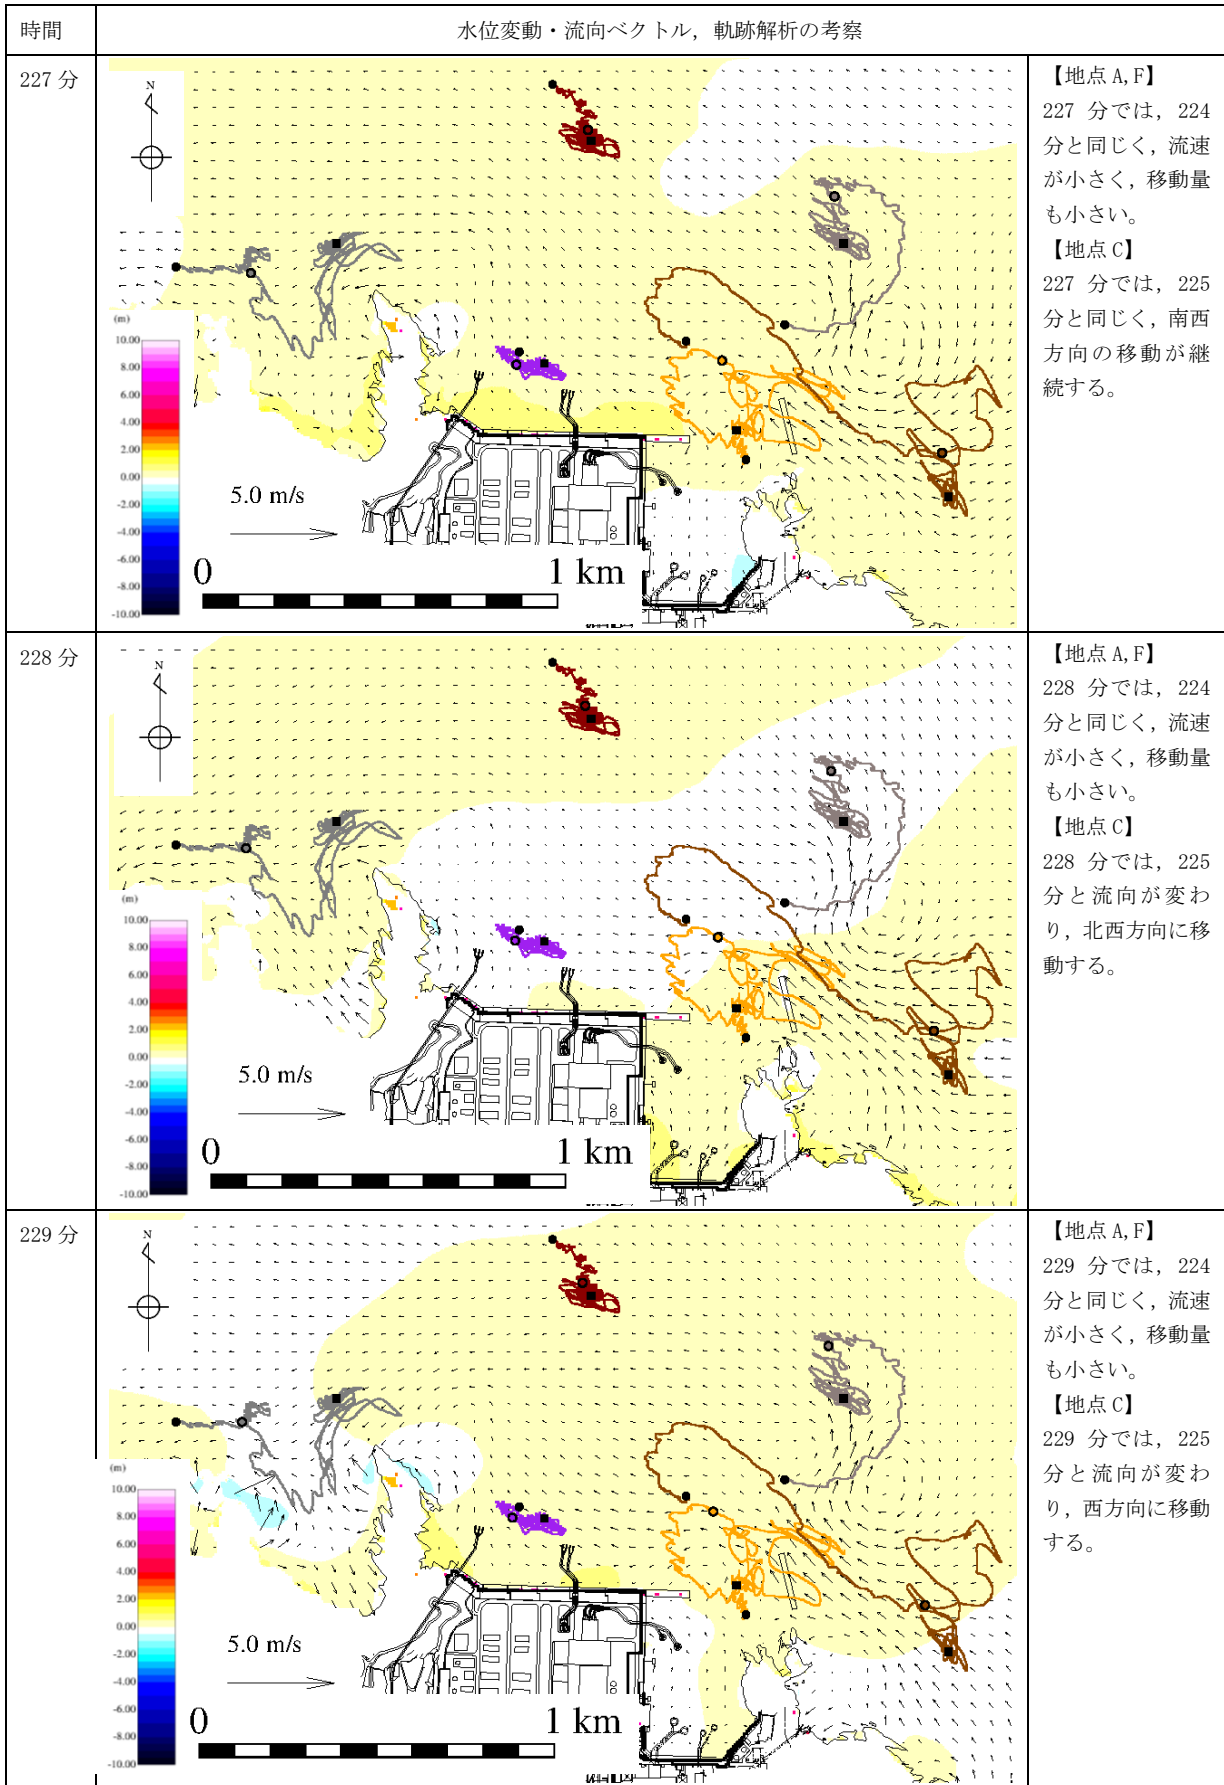 時間
水位変動・流向ベクトル，軌跡解析の考察
227 分
N
(m)
10.00
8.00
6.00
4.00
2.00
0.00
-2.00
-4.00
-6.00
-8.00
-10.00
5.0 m/s
0
1 km
【地点 A,F】
227 分では，224
分と同じく，流速
が小さく，移動量
も小さい。
【地点 C】
227 分では，225
分と同じく，南西
方向の移動が継
続する。
228 分
N
(m)
10.00
8.00
6.00
4.00
2.00
0.00
-2.00
-4.00
-6.00
-8.00
-10.00
5.0 m/s
0
1 km
【地点 A,F】
228 分では，224
分と同じく，流速
が小さく，移動量
も小さい。
【地点 C】
228 分では，225
分と流向が変わ
り，北西方向に移
動する。
229 分
N
(m)
10.00
8.00
6.00
4.00
2.00
0.00
-2.00
-4.00
-6.00
-8.00
-10.00
5.0 m/s
0
1 km
【地点 A,F】
229 分では，224
分と同じく，流速
が小さく，移動量
も小さい。
【地点 C】
229 分では，225
分と流向が変わ
り，西方向に移動
する。